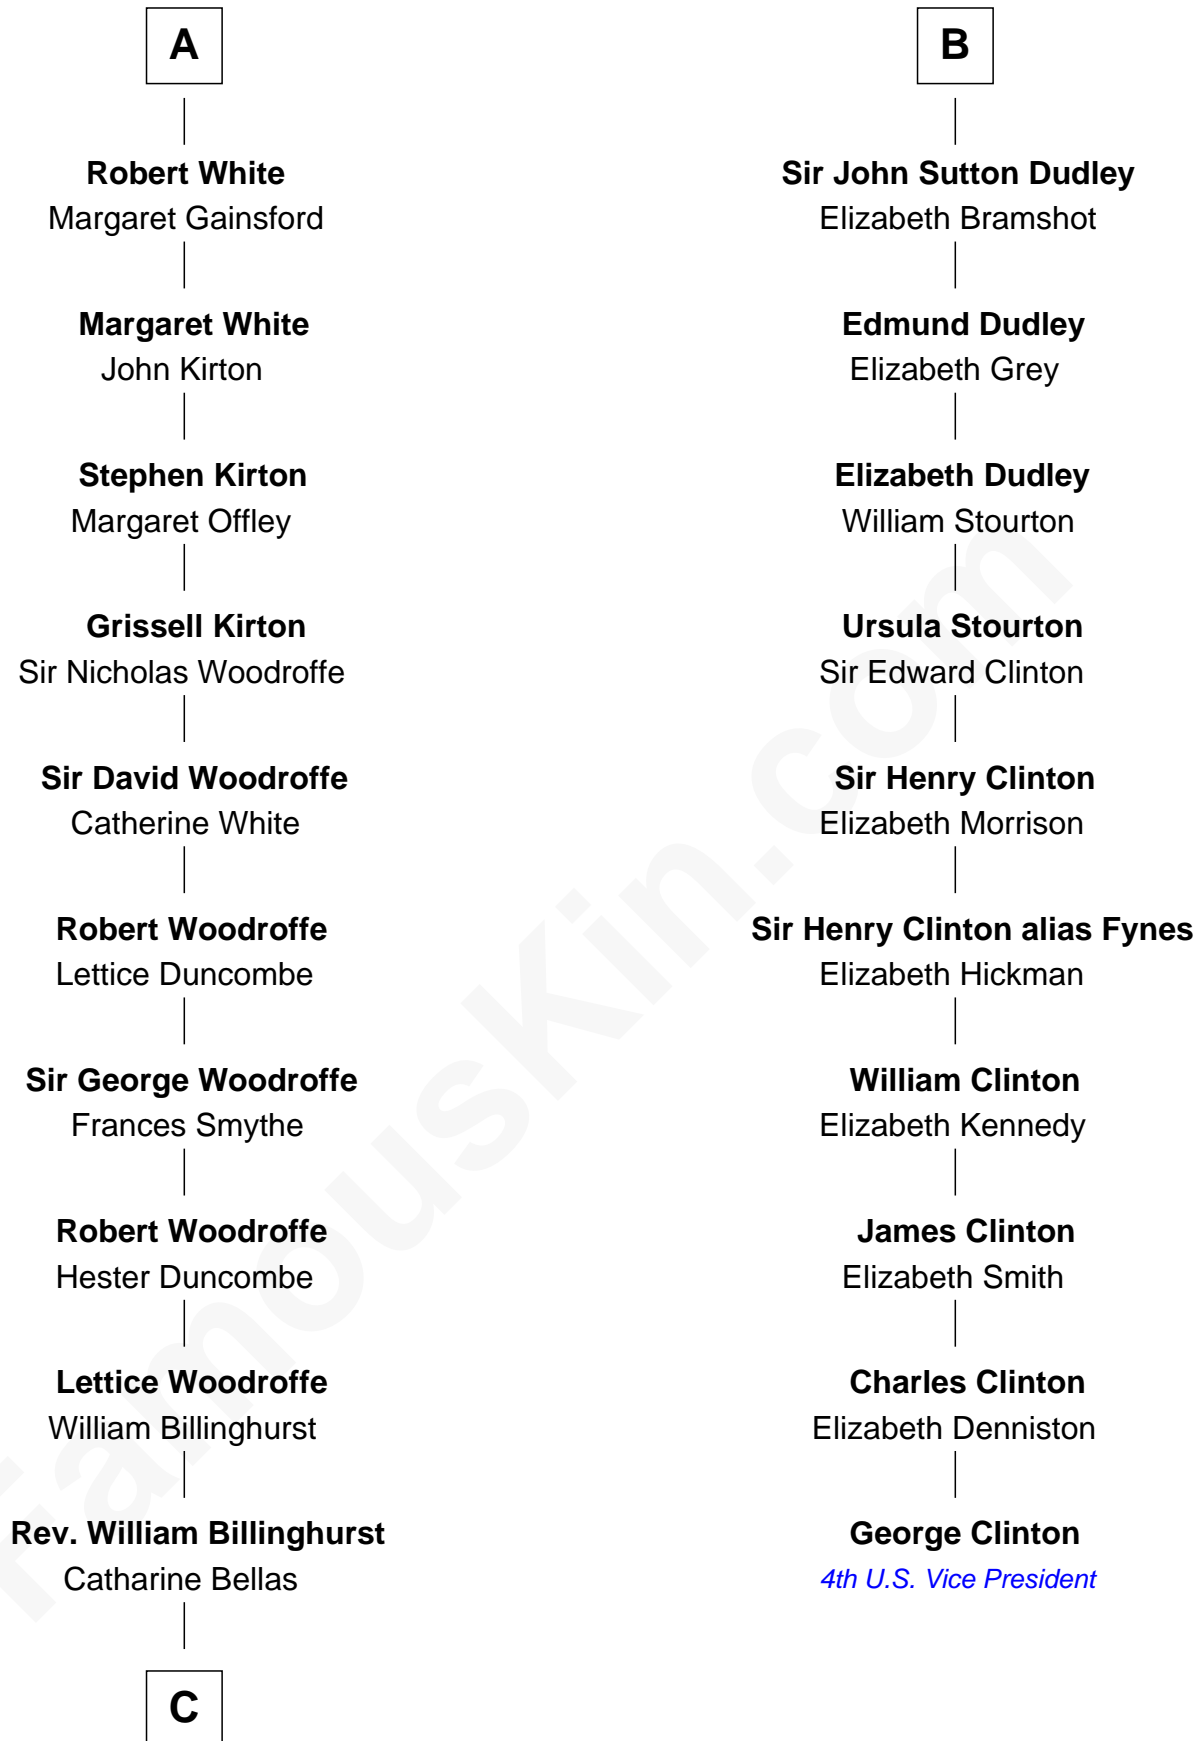 A
Robert White
Margaret Gainsford
Margaret White
John Kirton
Stephen Kirton
Margaret Offley
Grissell Kirton
Sir Nicholas Woodroffe
Sir David Woodroffe
Catherine White
Robert Woodroffe
Lettice Duncombe
Sir George Woodroffe
Frances Smythe
Robert Woodroffe
Hester Duncombe
Lettice Woodroffe
William Billinghurst
Rev. William Billinghurst
Catharine Bellas
C
B
Sir John Sutton Dudley
Elizabeth Bramshot
Edmund Dudley
Elizabeth Grey
Elizabeth Dudley
William Stourton
Ursula Stourton
Sir Edward Clinton
Sir Henry Clinton
Elizabeth Morrison
Sir Henry Clinton alias Fynes
Elizabeth Hickman
William Clinton
Elizabeth Kennedy
James Clinton
Elizabeth Smith
Charles Clinton
Elizabeth Denniston
George Clinton
4th U.S. Vice President
FamousKin.com